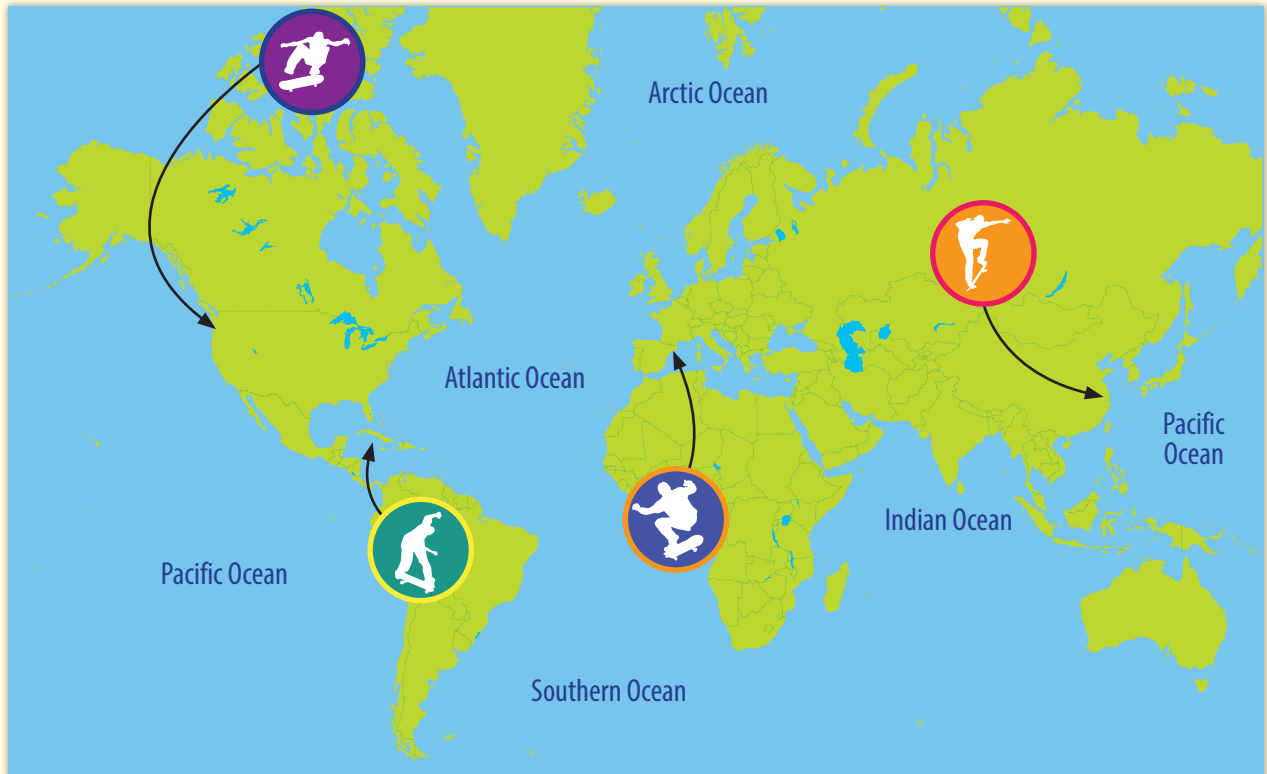 Arctic Ocean
Atlantic Ocean
Pacific
Ocean
Indian Ocean
Pacific Ocean
Southern Ocean